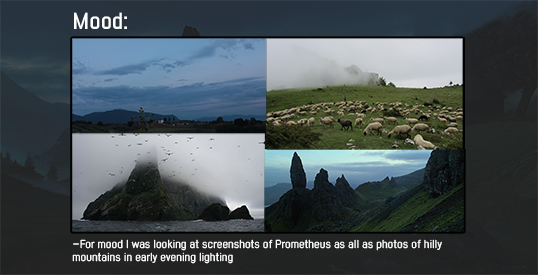 Mood:
-For mood I was looking at screenshots of Prometheus as all as photos of hilly
mountains in early evening lighting